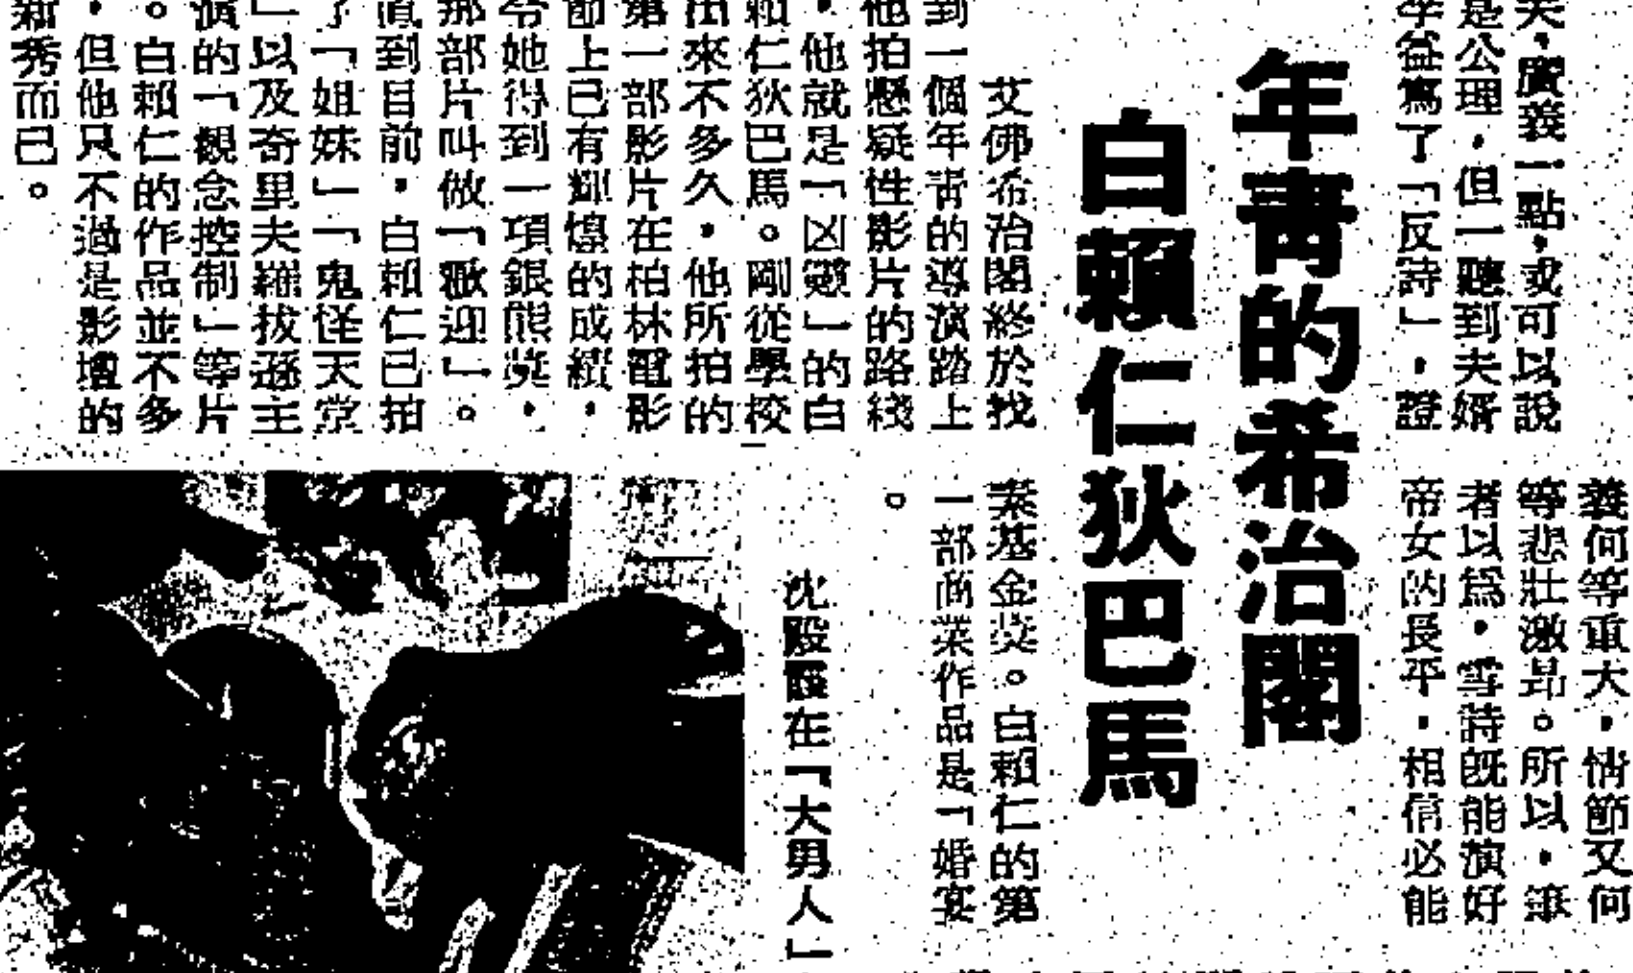 夫，廣義一點，或可以說
是公理，但一聽到夫婿
李益寫了「反詩」，證
義何等重大，情節又何
等悲壯激昂。所以，筆
者以爲，雪詩旣能演好
帝女的長平，相信必能
年青的希治閣
白賴仁狄巴馬
艾佛希治閣終於找
到一個年青的導演踏上
他拍懸疑性影片的路綫
，他就是「凶變」的白
賴仁狄巴馬。剛從學校
出來不多久，他所拍的
第一部影片在柏林電影
節上已有輝煌的成績，
令她得到一項銀熊獎，
那部片叫做「歡迎」。
直到目前，白賴仁已拍
了「姐妹」「鬼怪天堂
」以及奇里夫羅拔遜主
演的「觀念控制」等片
。白賴仁的作品並不多
，但他只不過是影壇的
新秀而已。
索基金獎。白賴仁的第
一部商業作品是「婚宴
。
沈殿霞在「大男人」